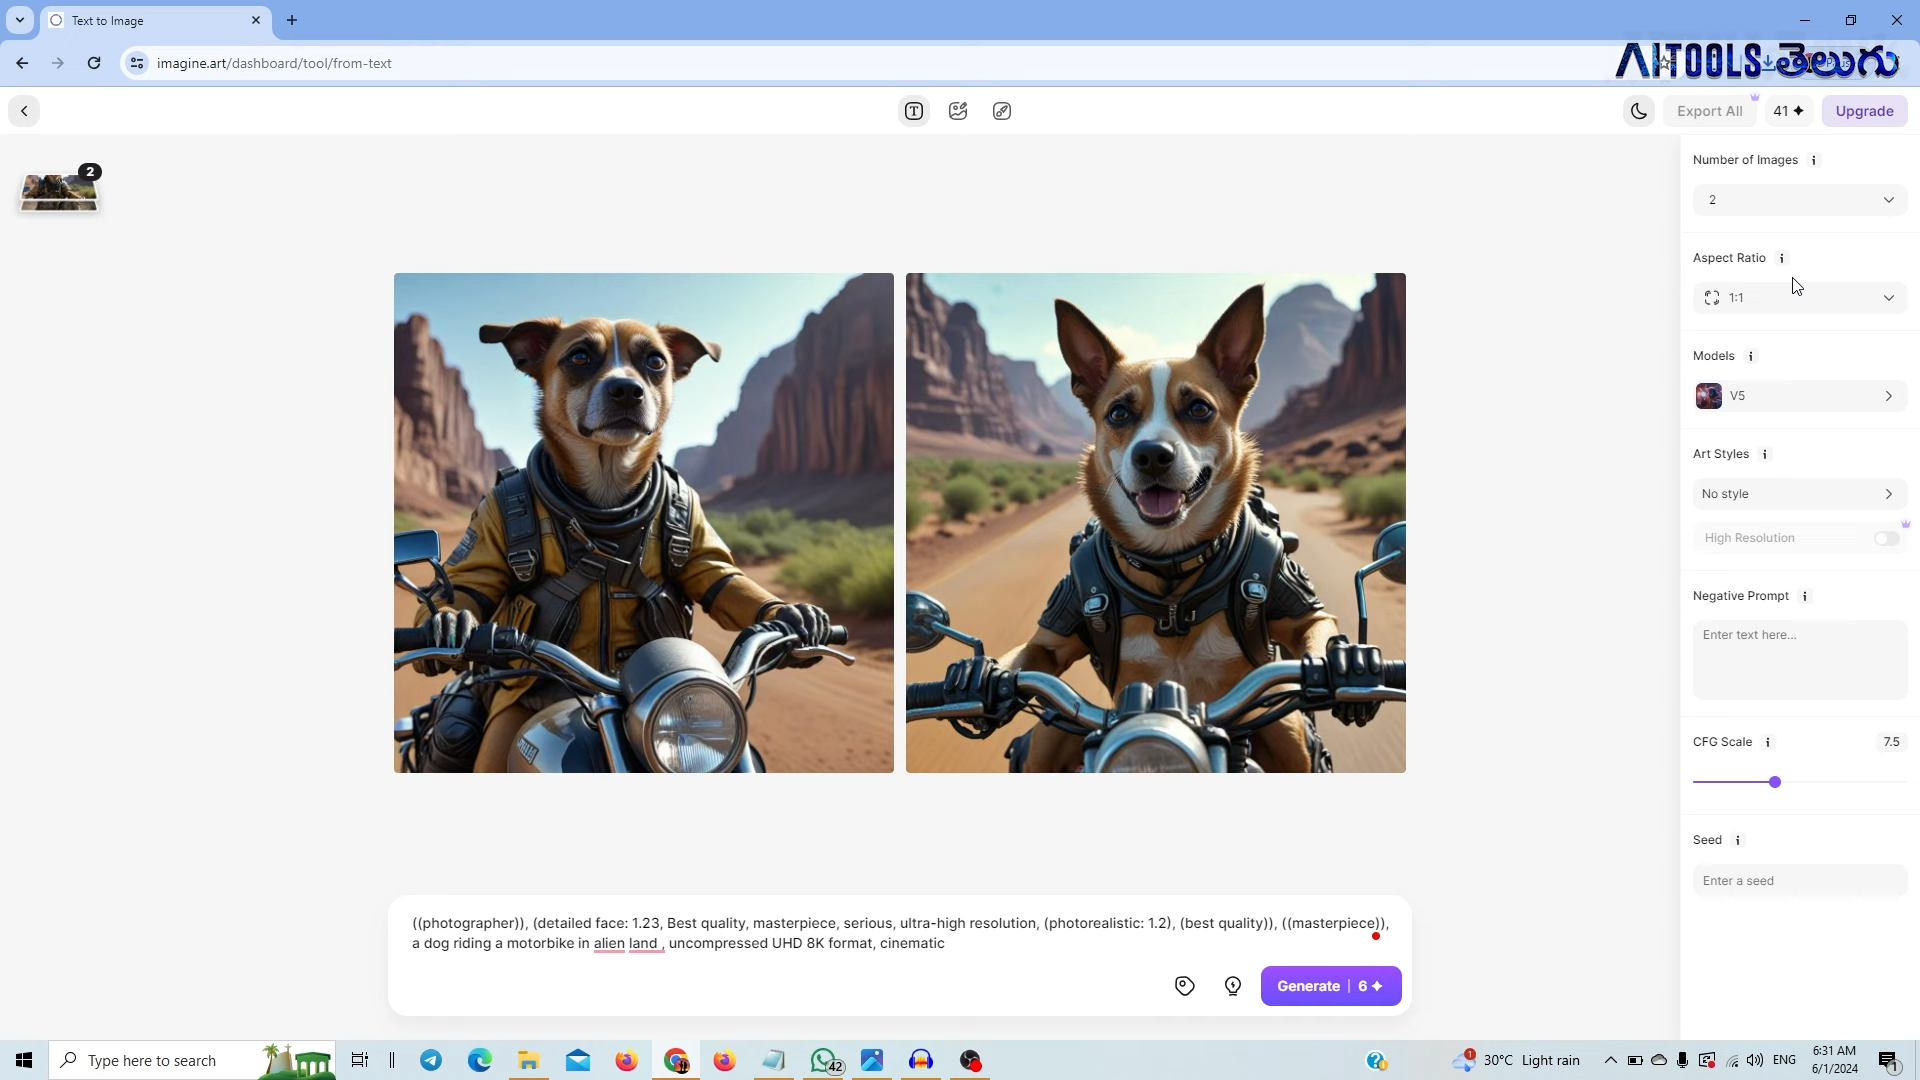 Text to Image
imagine.art/dashboard/tool/from-text
AITOOLS తెలుగు
Export All
41
Upgrade
2
Number of Images
2
Aspect Ratio
1:1
Models
V5
Art Styles
No style
High Resolution
Negative Prompt
Enter text here...
CFG Scale
7.5
Seed
Enter a seed
((photographer)), (detailed face: 1.23, Best quality, masterpiece, serious, ultra-high resolution, (photorealistic: 1.2), (best quality)), ((masterpiece)),
a dog riding a motorbike in alien land , uncompressed UHD 8K format, cinematic
Generate | 6
Type here to search
42
1
30°C Light rain
ENG
6:31 AM
6/1/2024
1